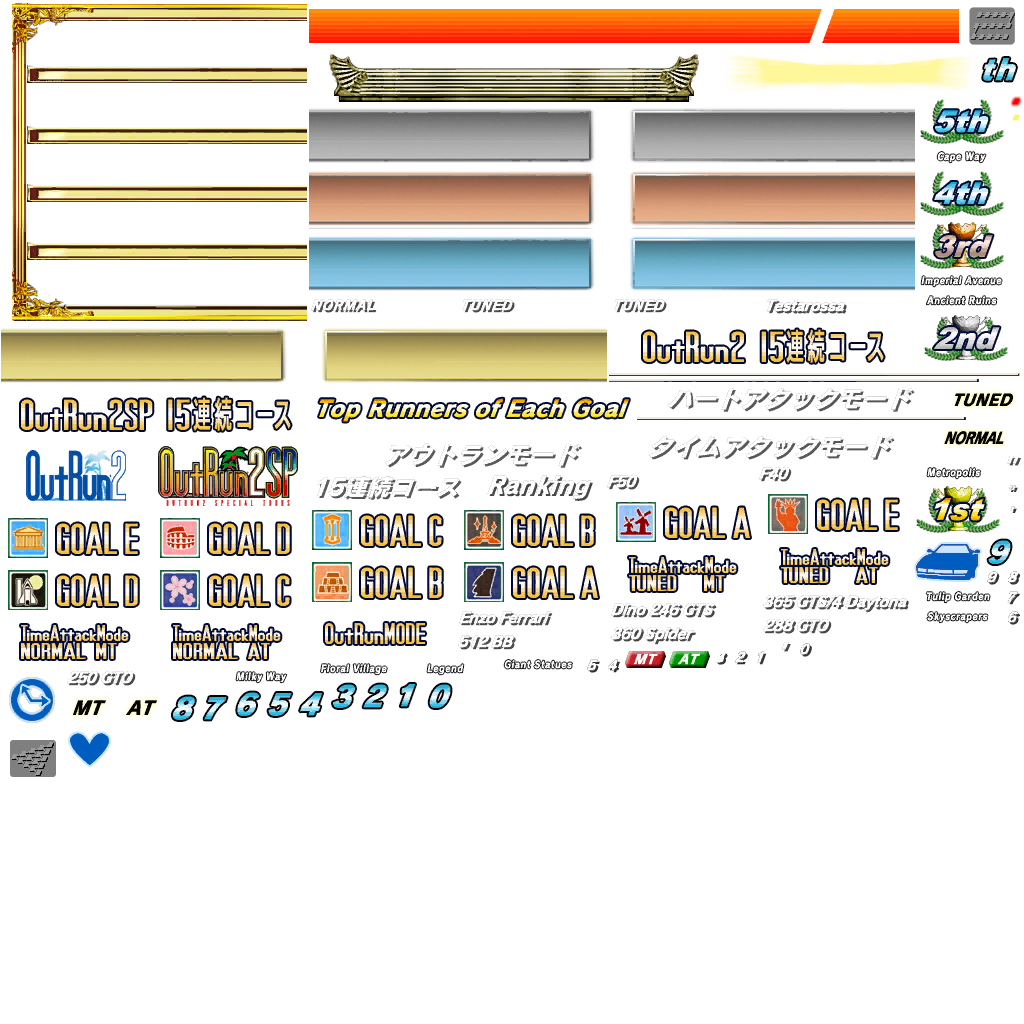 th
5th
Cape Way
4th
3rd
Imperial Avenue
Ancient Ruins
NORMAL
TUNED
TUNED
Testarossa
2nd
OutRun2 15連続コース
OutRun2SP 15連続コース
Top Runners of Each Goal
ハートアタックモード
TUNED
アウトランモード
タイムアタックモード
NORMAL
OutRun2
OutRun2SP
OUTRUN2 SPECIAL TOURS
15連続コース
Ranking
F50
F40
Metropolis
"
1st
GOAL E
GOAL D
GOAL C
GOAL B
GOAL A
GOAL E
9
GOAL D
GOAL C
GOAL B
GOAL A
TimeAttackMode
TUNED MT
TimeAttackMode
TUNED AT
9 8
Tulip Garden
7
Skyscrapers
6
TimeAttackMode
NORMAL MT
TimeAttackMode
NORMAL AT
OutRunMODE
Enzo Ferrari
512 BB
Dino 246 GTS
360 Spider
365 GTS/4 Daytona
288 GTO
250 GTO
Milky Way
Floral Village
Legend
Giant Statues
5 4
MT
AT
3 2 1 ' 0
MT
AT
8 7 6 5 4 3 2 1 0